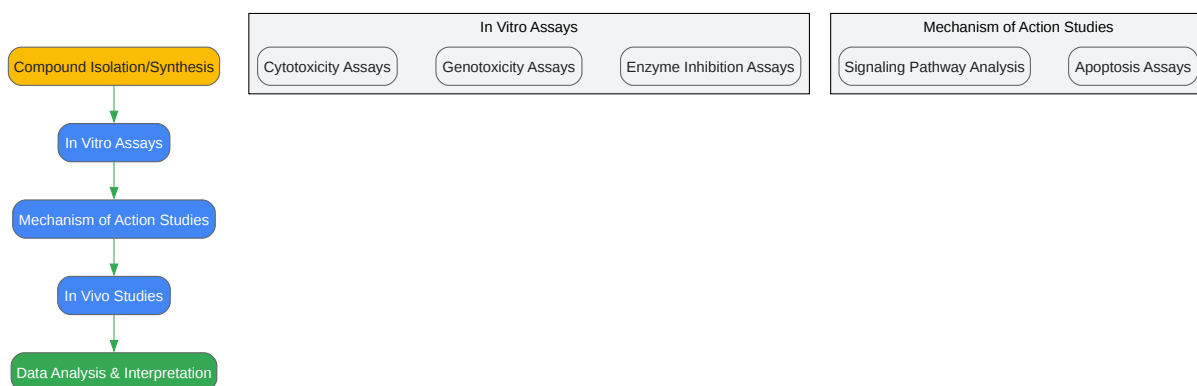 In Vitro Assays
Mechanism of Action Studies
Compound Isolation/Synthesis
Cytotoxicity Assays
Genotoxicity Assays
Enzyme Inhibition Assays
Signaling Pathway Analysis
Apoptosis Assays
In Vitro Assays
Mechanism of Action Studies
In Vivo Studies
Data Analysis & Interpretation